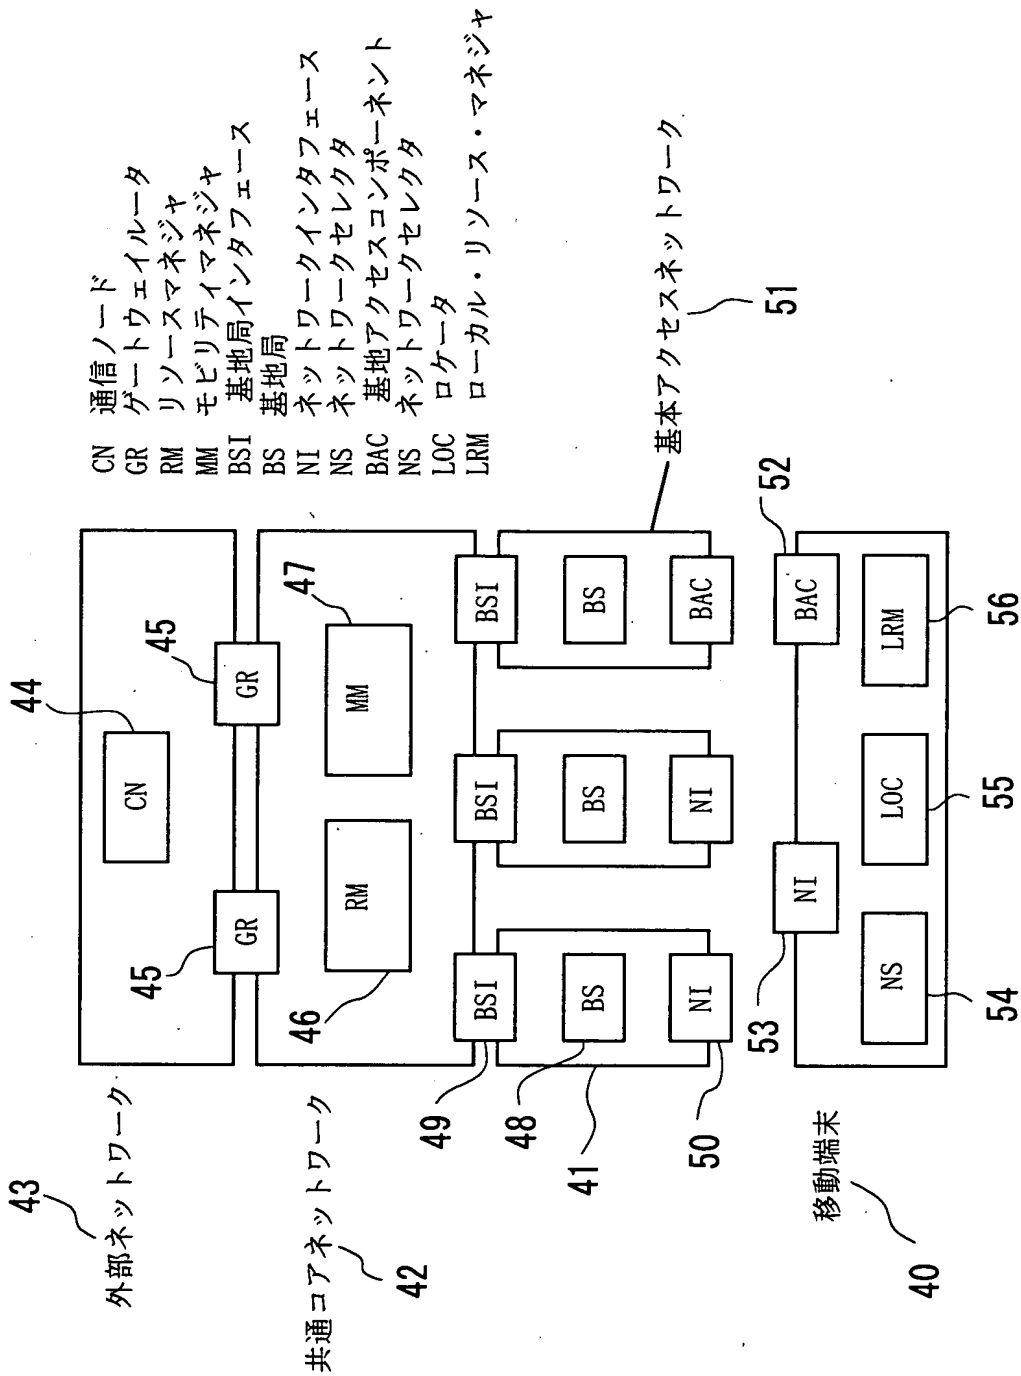 43
外部ネットワーク
44
CN
45
GR
45
GR
共通コアネットワーク
42
46
RM
47
MM
49
BSI
BSI
BSI
48
BS
BS
BS
41
50
NI
NI
BAC
基本アクセスネットワーク
51
移動端末
40
53
NI
52
BAC
NS
LOC
LRM
54
55
56
CN 通信ノード
GR ゲートウェイルータ
RM リソースマネジャ
MM モビリティマネジャ
BSI 基地局インタフェース
BS 基地局
NI ネットワークインタフェース
NS ネットワークセレクタ
BAC 基地アクセスコンポーネント
NS ネットワークセレクタ
LOC ロケータ
LRM ローカル・リソース・マネジャ